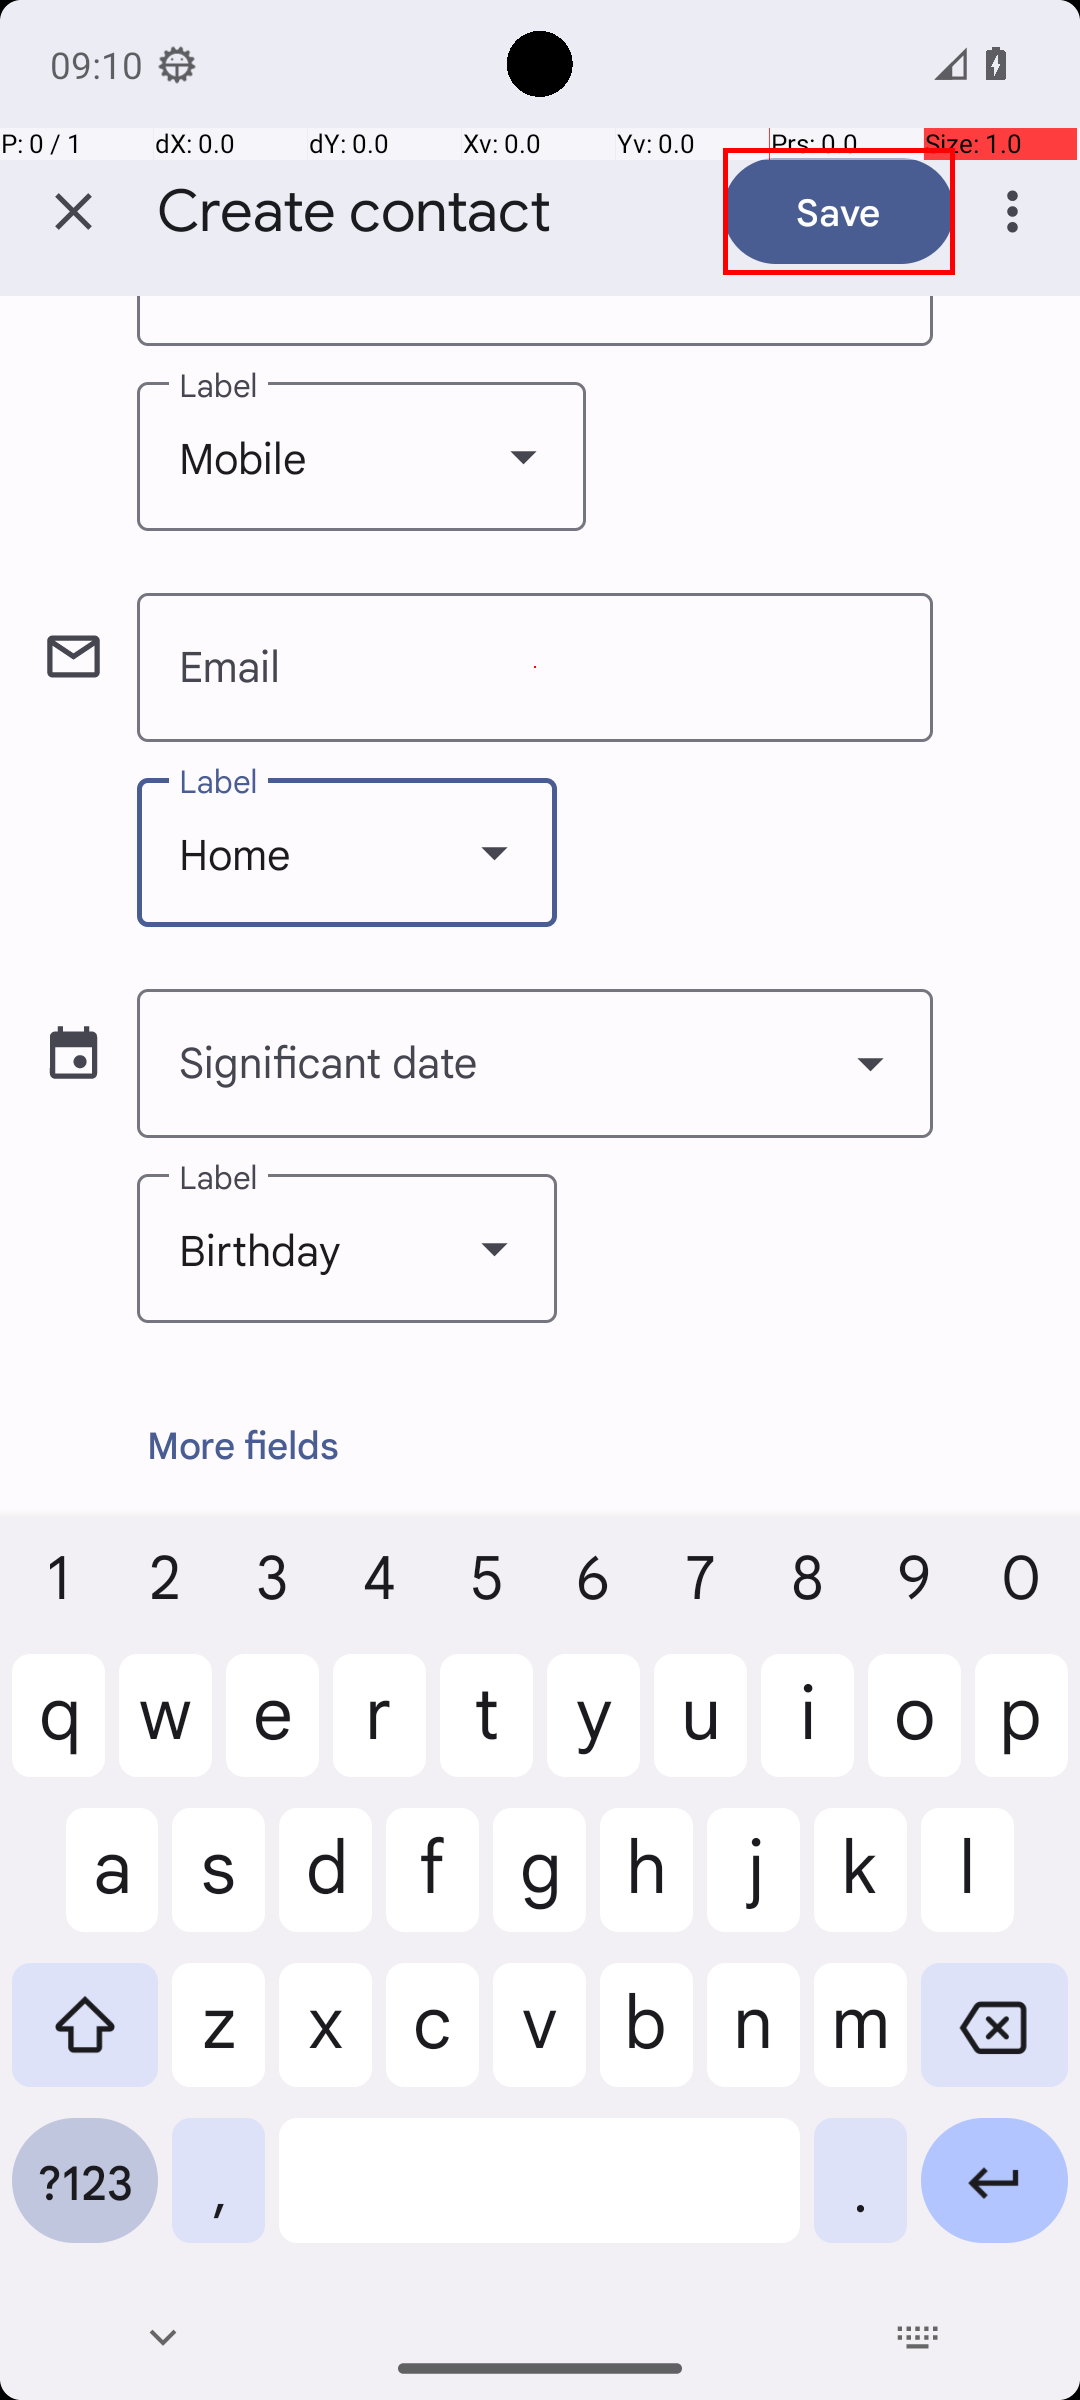 09:10
P: 0 / 1 dX: 0.0 dY: 0.0 Xv: 0.0 Yv: 0.0 Prs: 0.0 Size: 1.0
Create contact Save
Label
Mobile
Email
Label
Home
Significant date
Label
Birthday
More fields
1 2 3 4 5 6 7 8 9 0
q w e r t y u i o p
a s d f g h j k l
z x c v b n m
?123 , .